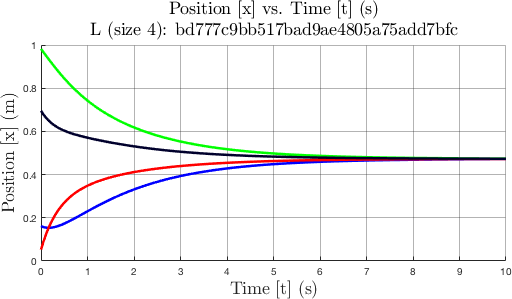 Position [x] vs. Time [t] (s)
L (size 4): bd777c9bb517bad9ae4805a75add7bfc
Position [x] (m)
1
0.8
0.6
0.4
0.2
0
0 1 2 3 4 5 6 7 8 9 10
Time [t] (s)